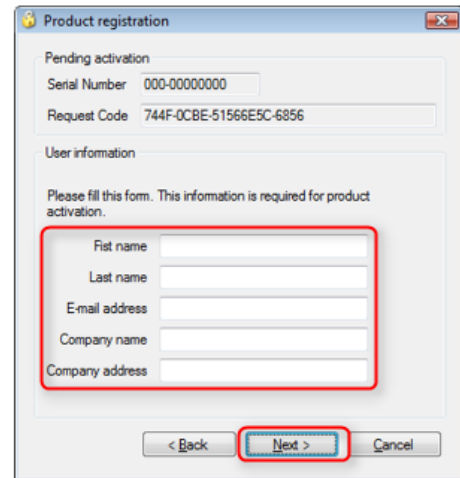 Product registration
Pending activation
Serial Number 000-00000000
Request Code 744F-0CBE-51566E5C-6856
User information
Please fill this form. This information is required for product
activation.
Fist name
Last name
E-mail address
Company name
Company address
< Back Next > Cancel